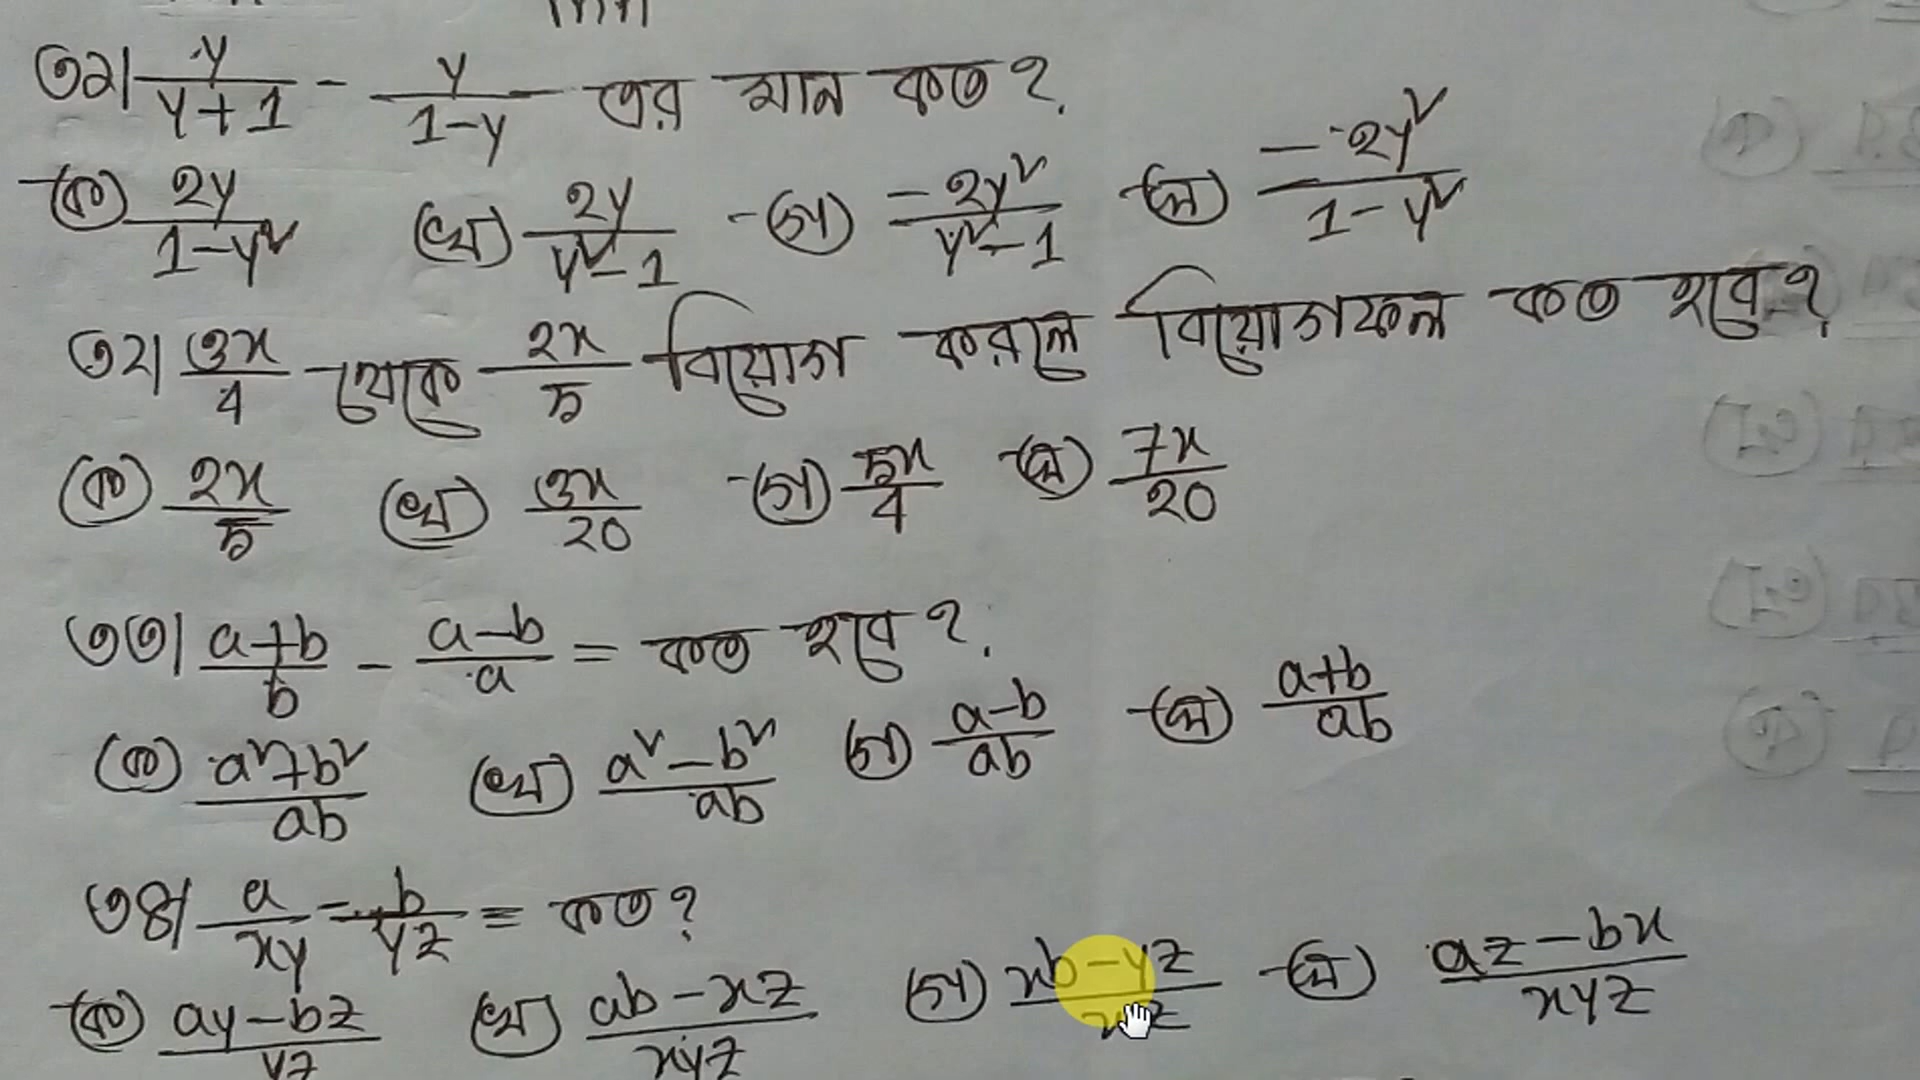 ৩২। y/(y+1) - y/(1-y) এর মান কত?
(ক) 2y/(1-y²) (খ) 2y/(y²-1) (গ) -2y²/(y²-1) (ঘ) -2y²/(1-y²)
৩২। 3x/4 থেকে 2x/5 বিয়োগ করলে বিয়োগফল কত হবে?
(ক) 2x/5 (খ) 3x/20 (গ) 5x/4 (ঘ) 7x/20
৩৩। (a+b)/b - (a-b)/a = কত হবে?
(ক) (a²+b²)/ab (খ) (a²-b²)/ab (গ) (a-b)/ab (ঘ) (a+b)/ab
৩৪। a/xy - b/yz = কত?
(ক) (ay-bz)/yz (খ) (ab-xz)/xyz (গ) (xb-yz)/xz (ঘ) (az-bx)/xyz